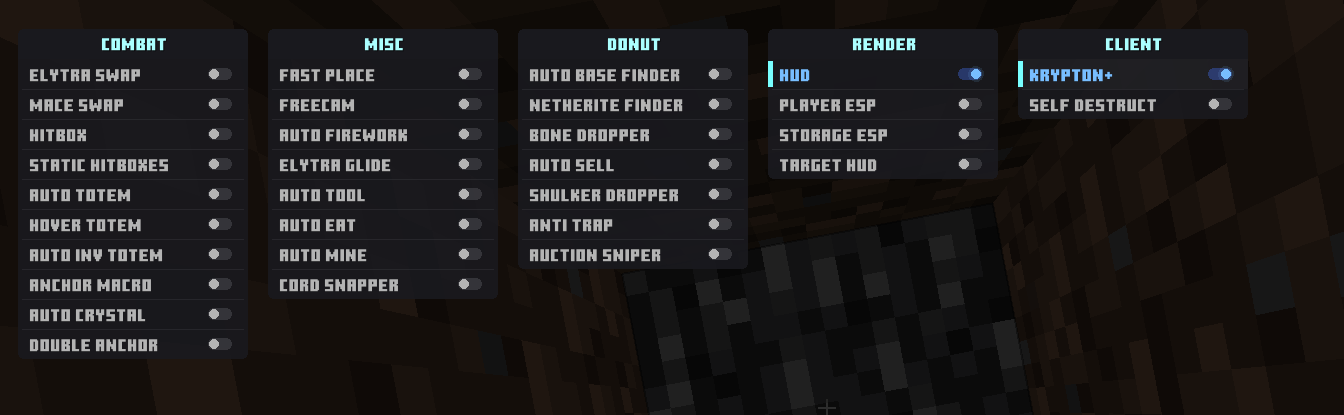 COMBAT
ELYTRA SWAP
MACE SWAP
HITBOX
STATIC HITBOXES
AUTO TOTEM
HOVER TOTEM
AUTO INV TOTEM
ANCHOR MACRO
AUTO CRYSTAL
DOUBLE ANCHOR
MISC
FAST PLACE
FREECAM
AUTO FIREWORK
ELYTRA GLIDE
AUTO TOOL
AUTO EAT
AUTO MINE
CORD SNAPPER
DONUT
AUTO BASE FINDER
NETHERITE FINDER
BONE DROPPER
AUTO SELL
SHULKER DROPPER
ANTI TRAP
AUCTION SNIPER
RENDER
HUD
PLAYER ESP
STORAGE ESP
TARGET HUD
CLIENT
KRYPTON+
SELF DESTRUCT